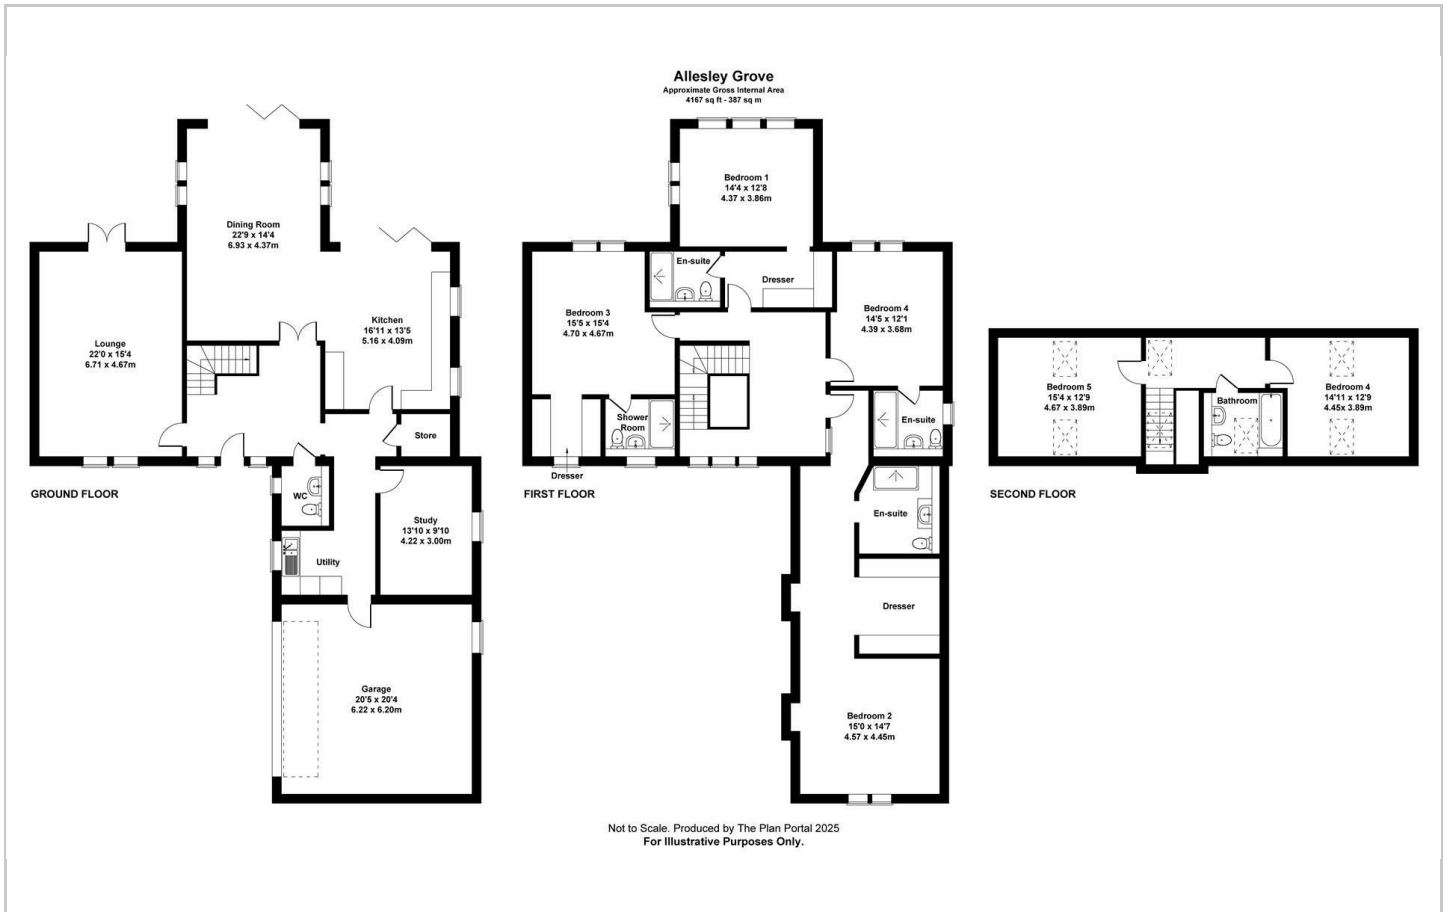 Allesley Grove
Approximate Gross Internal Area
4167 sq ft - 387 sq m
Dining Room
22'9 x 14'4
6.93 x 4.37m
Lounge
22'0 x 15'4
6.71 x 4.67m
Kitchen
16'11 x 13'5
5.16 x 4.09m
Store
WC
Study
13'10 x 9'10
4.22 x 3.00m
Utility
Garage
20'5 x 20'4
6.22 x 6.20m
GROUND FLOOR
Bedroom 1
14'4 x 12'8
4.37 x 3.86m
En-suite
Dresser
Bedroom 3
15'5 x 15'4
4.70 x 4.67m
Bedroom 4
14'5 x 12'1
4.39 x 3.68m
Shower
Room
En-suite
Dresser
FIRST FLOOR
En-suite
Dresser
Bedroom 2
15'0 x 14'7
4.57 x 4.45m
Bedroom 5
15'4 x 12'9
4.67 x 3.89m
Bathroom
Bedroom 4
14'11 x 12'9
4.45x 3.89m
SECOND FLOOR
Not to Scale. Produced by The Plan Portal 2025
For Illustrative Purposes Only.